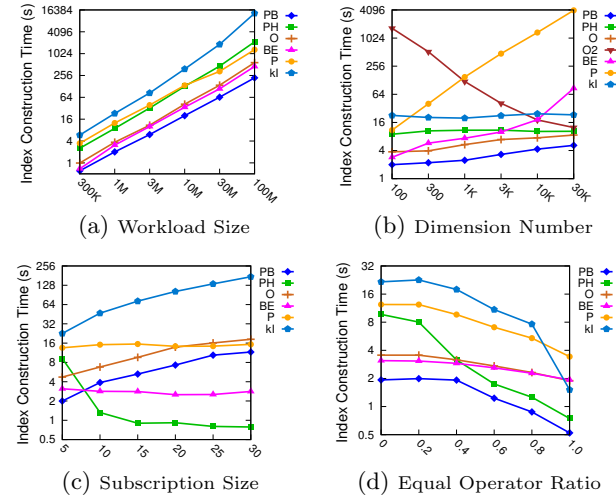 Index Construction Time (s)
16384
4096
1024
256
64
16
4
1
300K
1M
3M
10M
30M
100M
PB
PH
O
BE
P
kI
(a) Workload Size
Index Construction Time (s)
4096
1024
256
64
16
4
1
100
300
1K
3K
10K
30K
PB
PH
O
O2
BE
P
kI
(b) Dimension Number
Index Construction Time (s)
256
128
64
32
16
8
4
2
1
0.5
5
10
15
20
25
30
PB
PH
O
BE
P
kI
(c) Subscription Size
Index Construction Time (s)
32
16
8
4
2
1
0.5
0
0.2
0.4
0.6
0.8
1.0
PB
PH
O
BE
P
kI
(d) Equal Operator Ratio